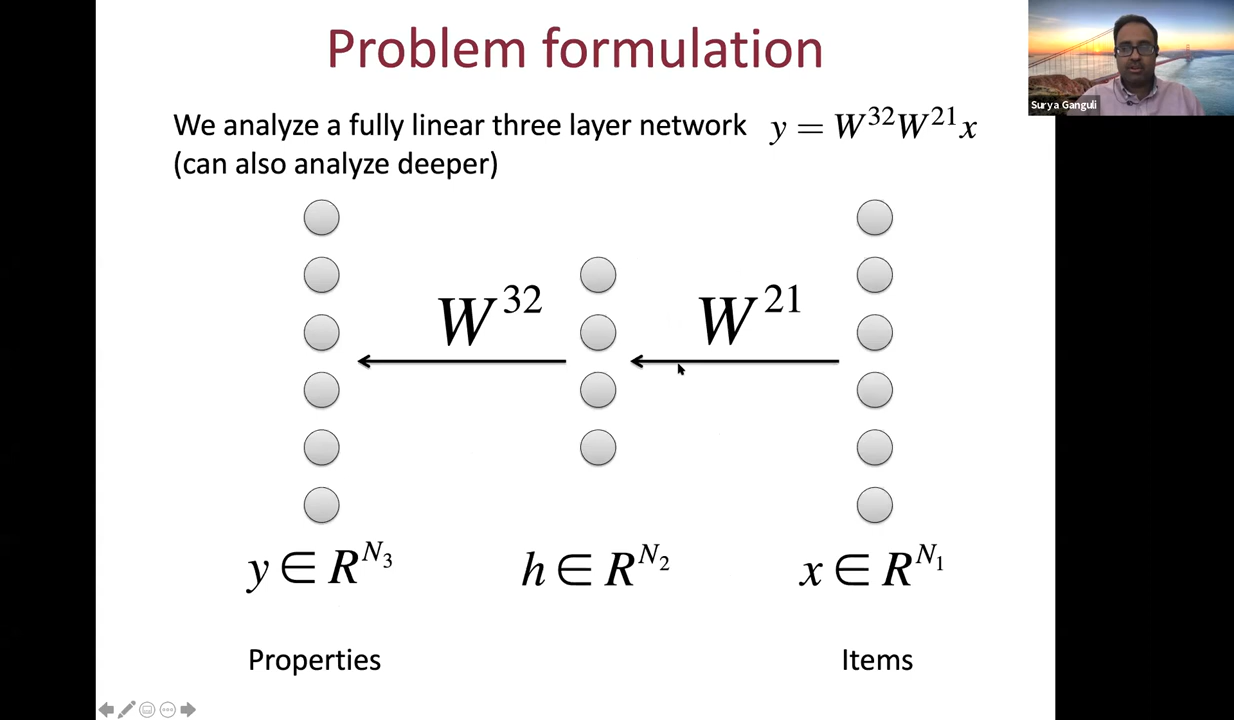 Problem formulation
Surya Ganguli
We analyze a fully linear three layer network y = W³²W²¹x
(can also analyze deeper)
W³² W²¹
y ∈ R^{N₃} h ∈ R^{N₂} x ∈ R^{N₁}
Properties Items